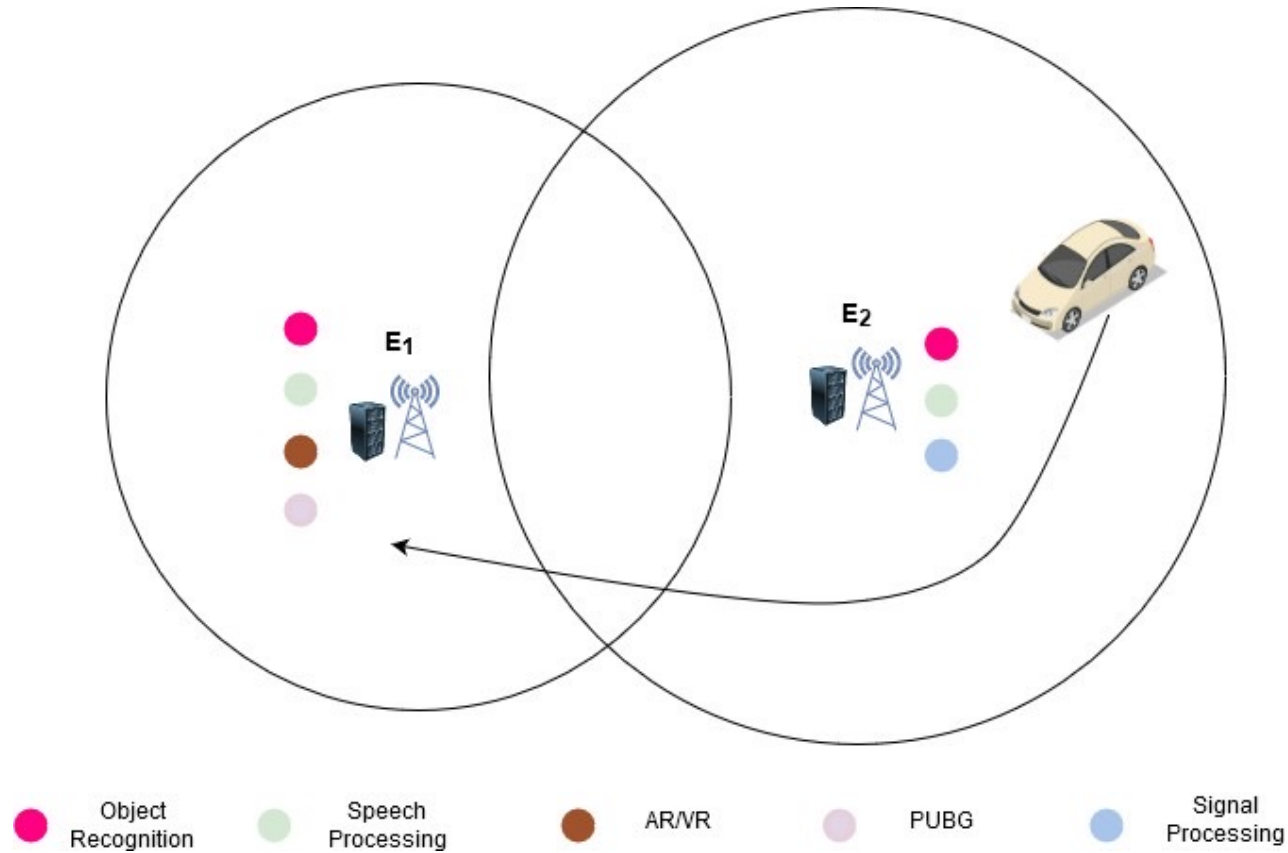 E2
E1
Object
Recognition
Speech
Processing
AR/VR
PUBG
Signal
Processing